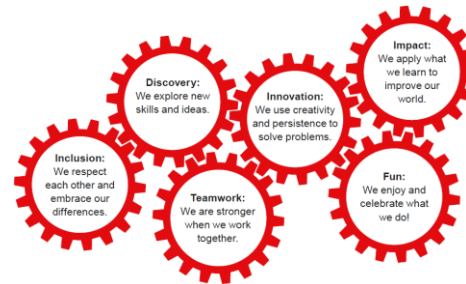 Impact:
We apply what
we learn to
improve our
world.
Discovery:
We explore new
skills and ideas.
Innovation:
We use creativity
and persistence to
solve problems.
Inclusion:
We respect
each other and
embrace our
differences.
Teamwork:
We are stronger
when we work
together.
Fun:
We enjoy and
celebrate what
we do!